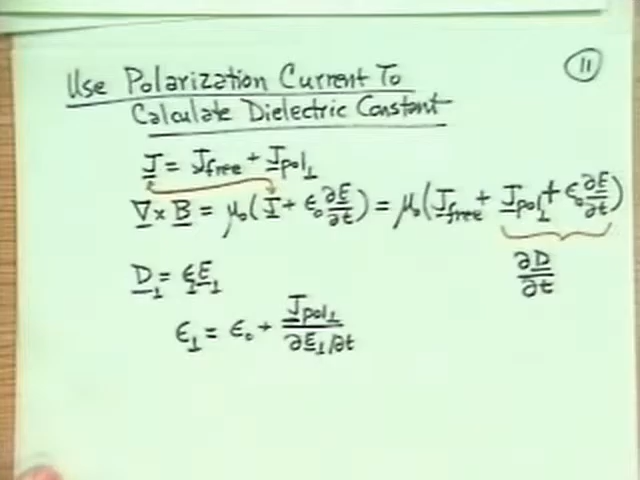 11
Use Polarization Current To
Calculate Dielectric Constant
J = Jfree + Jpol⊥
∇ × B = μ₀(J + ε₀ ∂E/∂t) = μ₀(Jfree + Jpol⊥ + ε₀ ∂E/∂t)
∂D/∂t
D⊥ = ε⊥E⊥
ε⊥ = ε₀ + Jpol⊥/(∂E⊥/∂t)